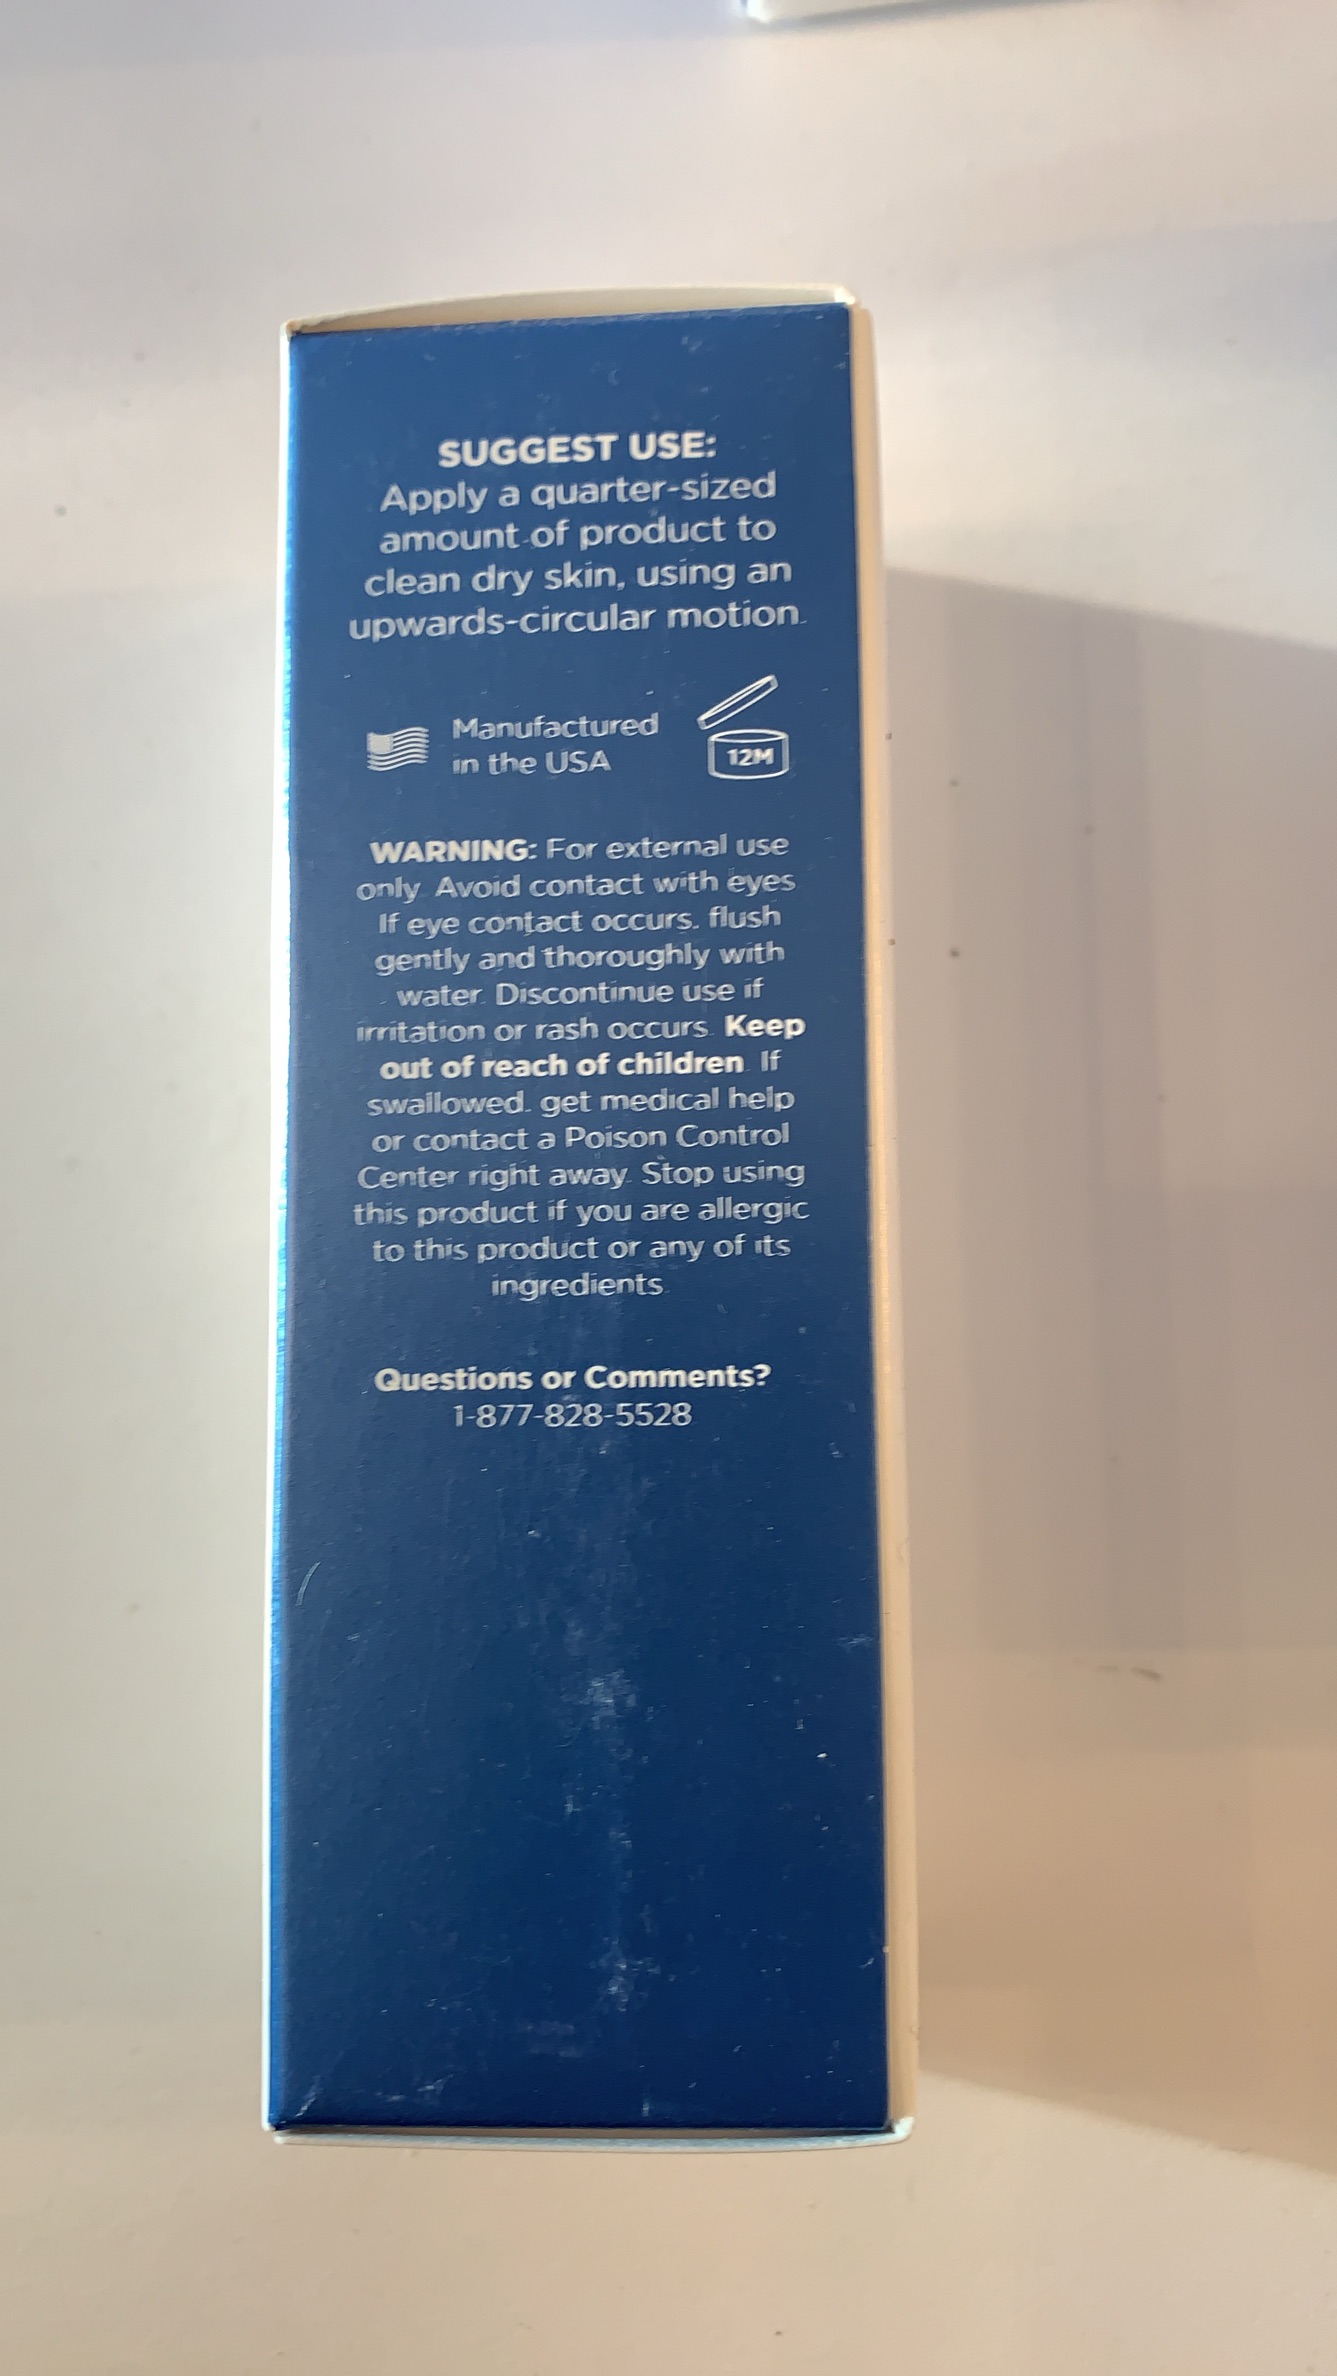 SUGGEST USE:
Apply a quarter-sized
amount of product to
clean dry skin, using an
upwards-circular motion.
Manufactured
in the USA
12M
WARNING: For external use
only. Avoid contact with eyes.
If eye contact occurs, flush
gently and thoroughly with
water. Discontinue use if
irritation or rash occurs. Keep
out of reach of children. If
swallowed, get medical help
or contact a Poison Control
Center right away. Stop using
this product if you are allergic
to this product or any of its
ingredients.
Questions or Comments?
1-877-828-5528